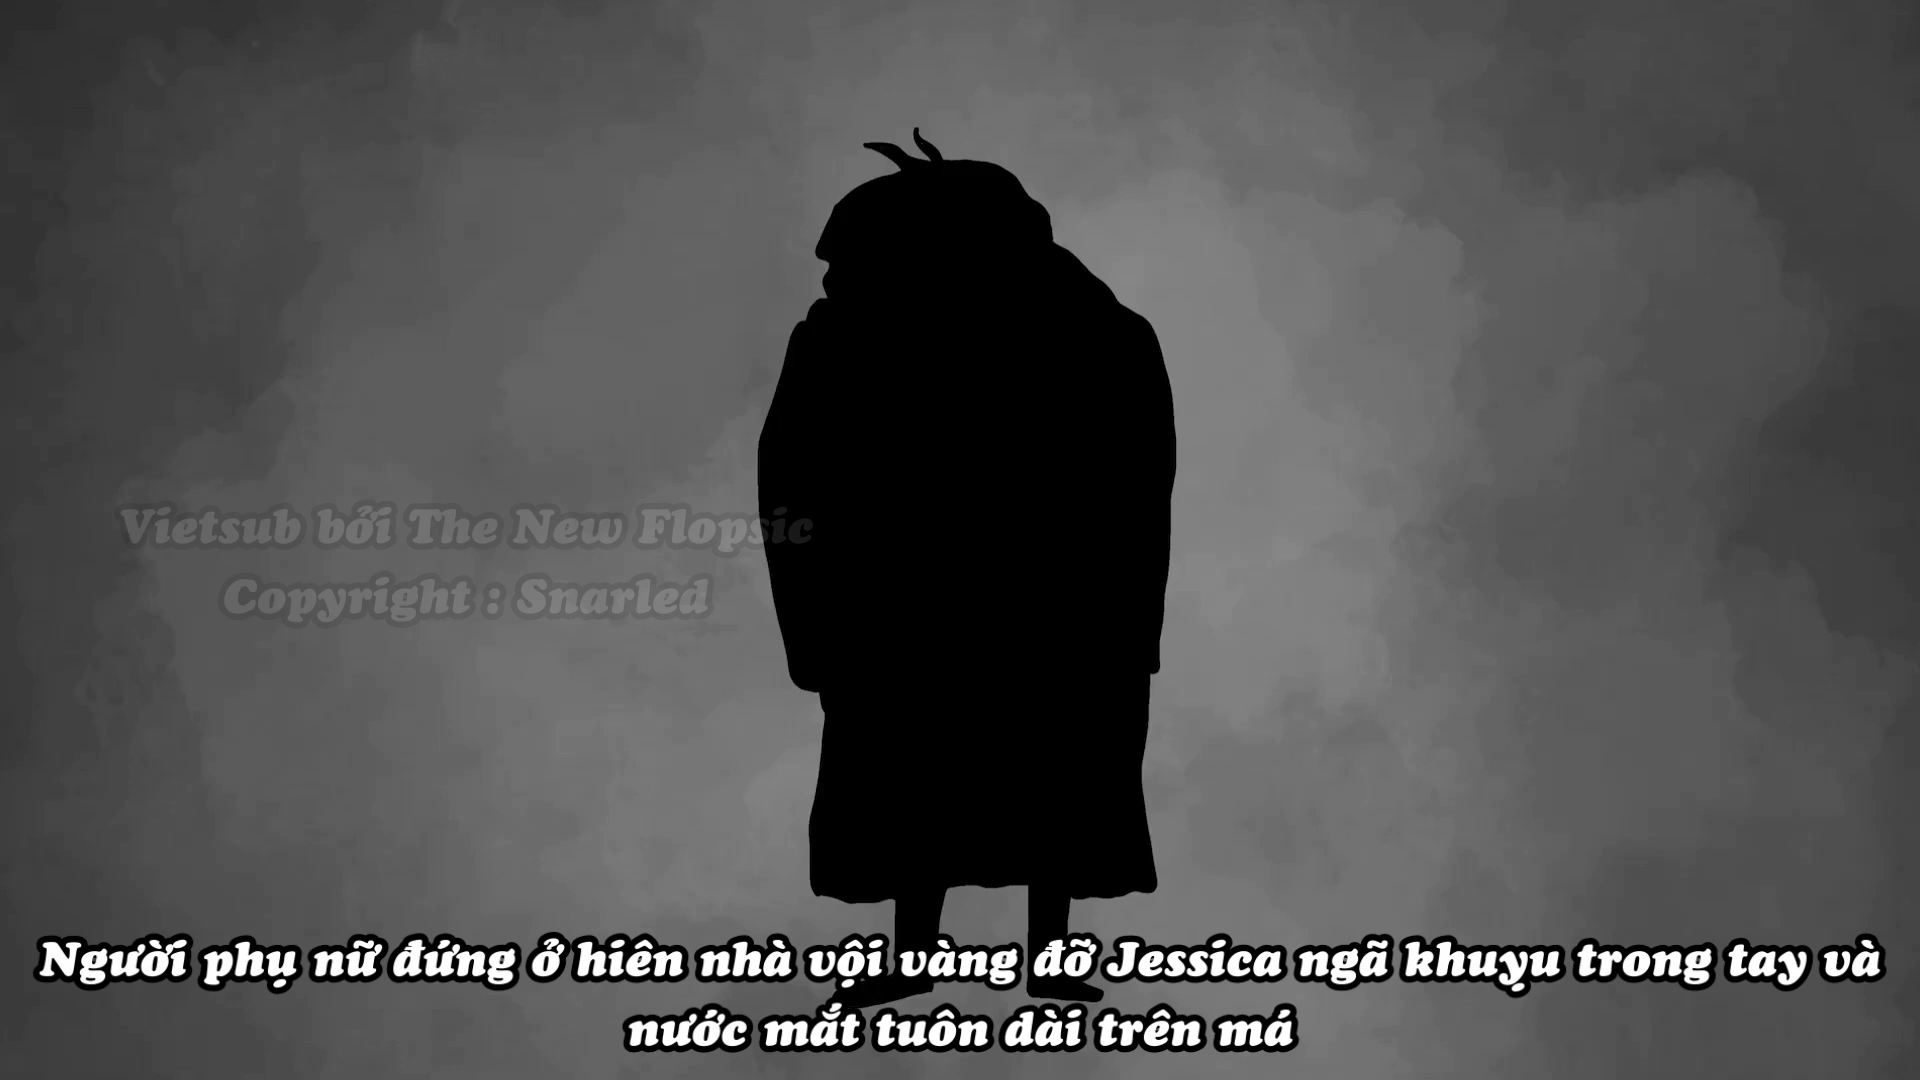 Vietsub bởi The New Flopsic
Copyright : Snarled
Người phụ nữ đứng ở hiên nhà vội vàng đỡ Jessica ngã khuỵu trong tay và
nước mắt tuôn dài trên má